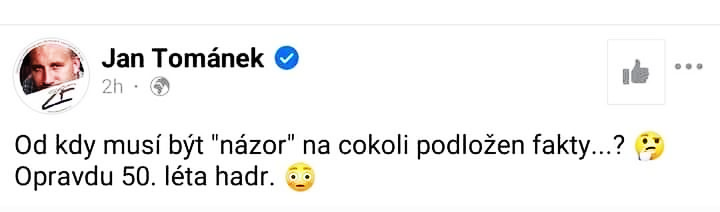 Jan Tománek
2h ·
Od kdy musí být "názor" na cokoli podložen fakty...? 🤔
Opravdu 50. léta hadr. 😳